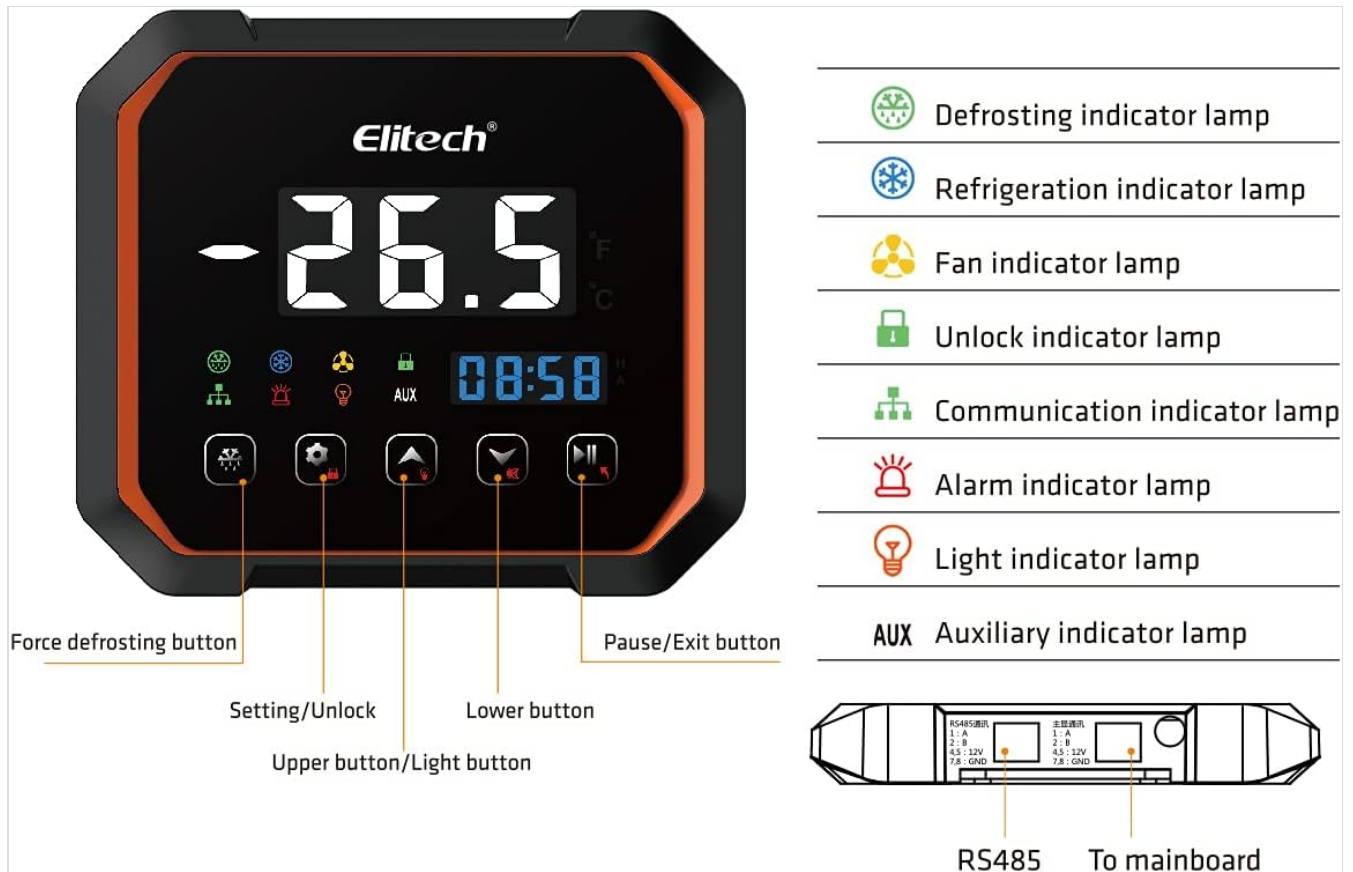 Elitech®
-26.5
°F
°C
08:58
H
A
AUX
Force defrosting button
Setting/Unlock
Upper button/Light button
Lower button
Pause/Exit button
Defrosting indicator lamp
Refrigeration indicator lamp
Fan indicator lamp
Unlock indicator lamp
Communication indicator lamp
Alarm indicator lamp
Light indicator lamp
AUX Auxiliary indicator lamp
RS485通讯
1：A
2：B
4,5：12V
7,8：GND
主显通讯
1：A
2：B
4,5：12V
7,8：GND
RS485
To mainboard